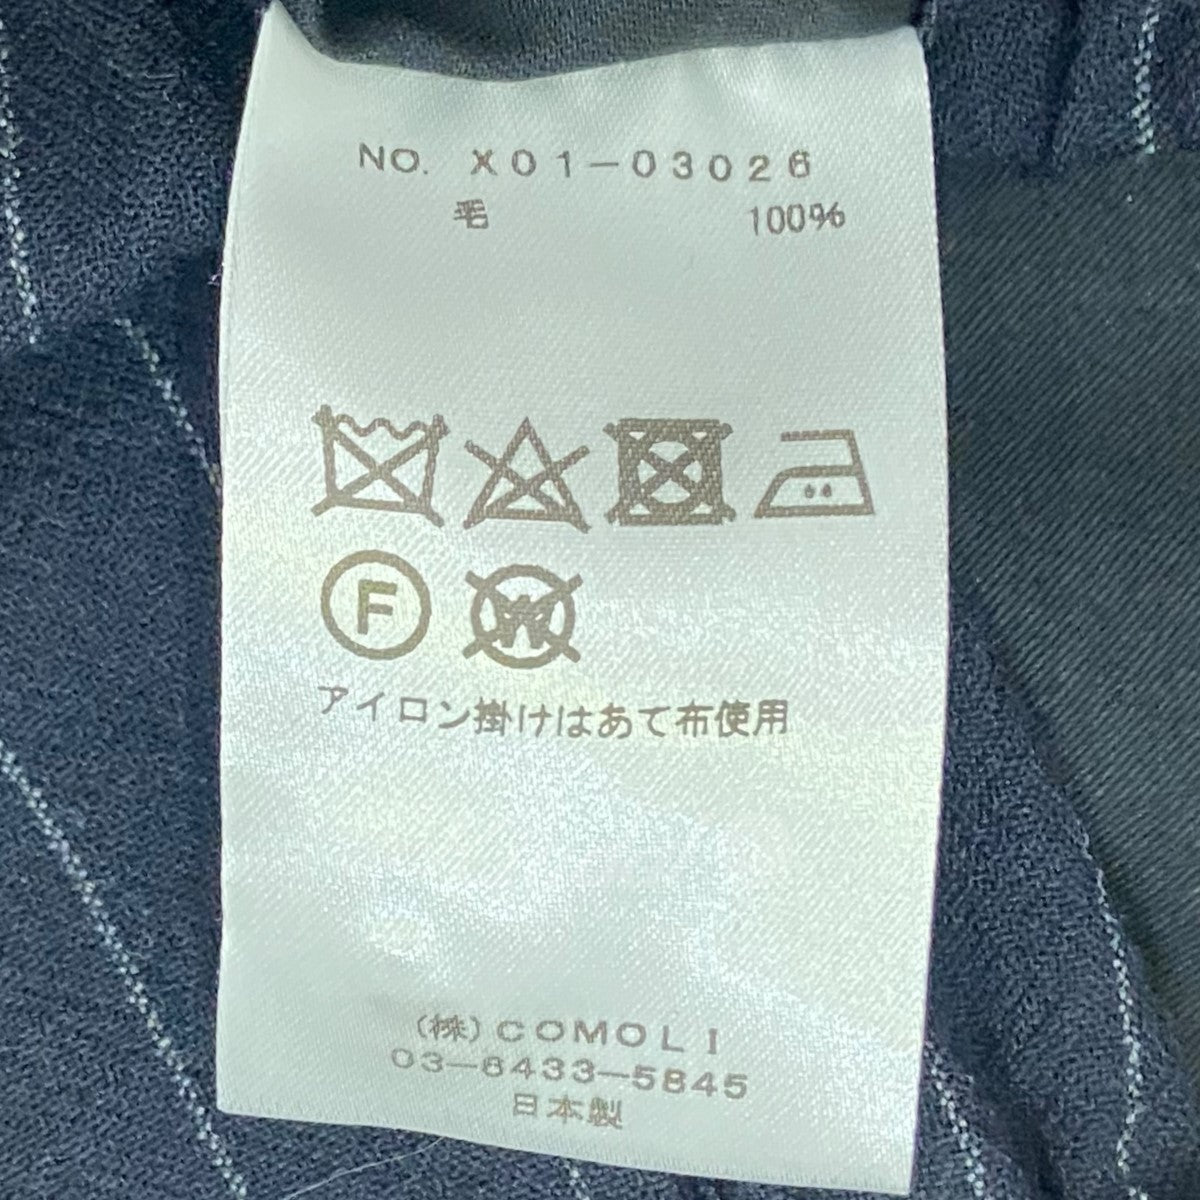 NO. X01-03026
毛 100%
F W
アイロン掛けはあて布使用
(株)COMOLI
03-6433-5845
日本製